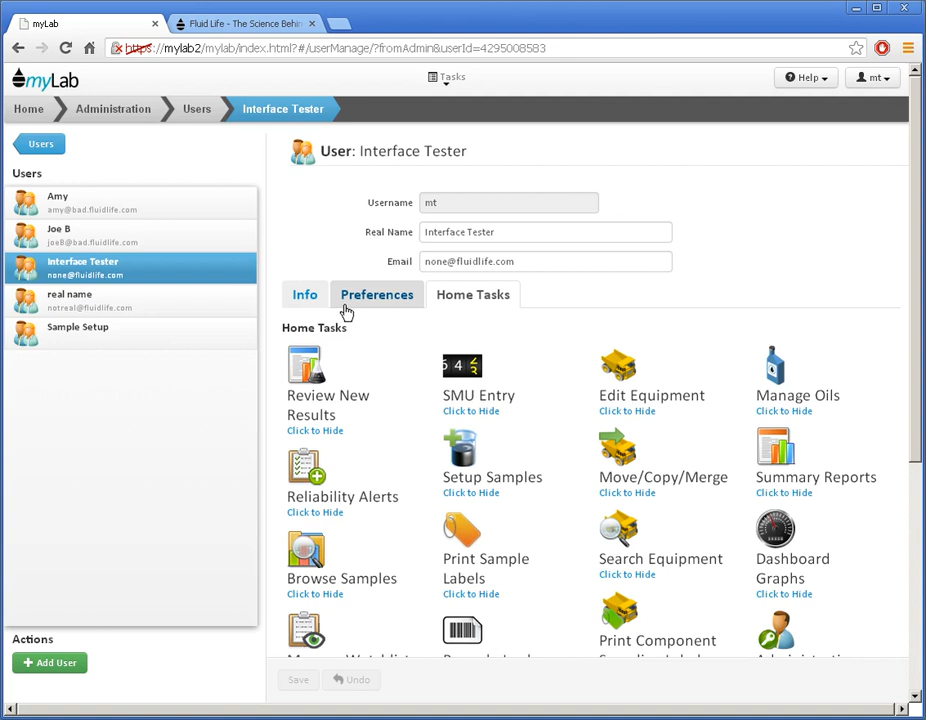 myLab
Fluid Life - The Science Behin
https://mylab2/mylab/index.html?#/userManage/?fromAdmin&userId=4295008583
myLab
Tasks
Help
mt
Home
Administration
Users
Interface Tester
Users
Users
Amy
amy@bad.fluidlife.com
Joe B
joeB@bad.fluidlife.com
Interface Tester
none@fluidlife.com
real name
notreal@fluidlife.com
Sample Setup
Actions
Add User
User: Interface Tester
Username mt
Real Name Interface Tester
Email none@fluidlife.com
Info Preferences Home Tasks
Home Tasks
Review New
Results
Click to Hide
SMU Entry
Click to Hide
Edit Equipment
Click to Hide
Manage Oils
Click to Hide
Reliability Alerts
Click to Hide
Setup Samples
Click to Hide
Move/Copy/Merge
Click to Hide
Summary Reports
Click to Hide
Browse Samples
Click to Hide
Print Sample
Labels
Click to Hide
Search Equipment
Click to Hide
Dashboard
Graphs
Click to Hide
Print Component
Save
Undo